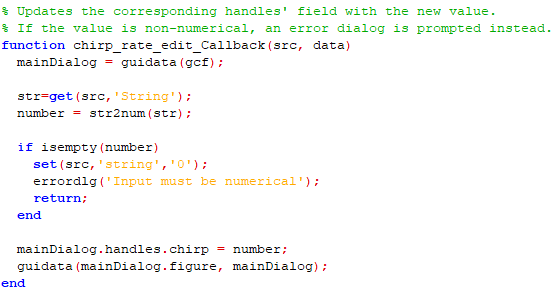 % Updates the corresponding handles' field with the new value.
% If the value is non-numerical, an error dialog is prompted instead.
function chirp_rate_edit_Callback(src, data)
  mainDialog = guidata(gcf);

  str=get(src,'String');
  number = str2num(str);

  if isempty(number)
    set(src,'string','0');
    errordlg('Input must be numerical');
    return;
  end

  mainDialog.handles.chirp = number;
  guidata(mainDialog.figure, mainDialog);
end